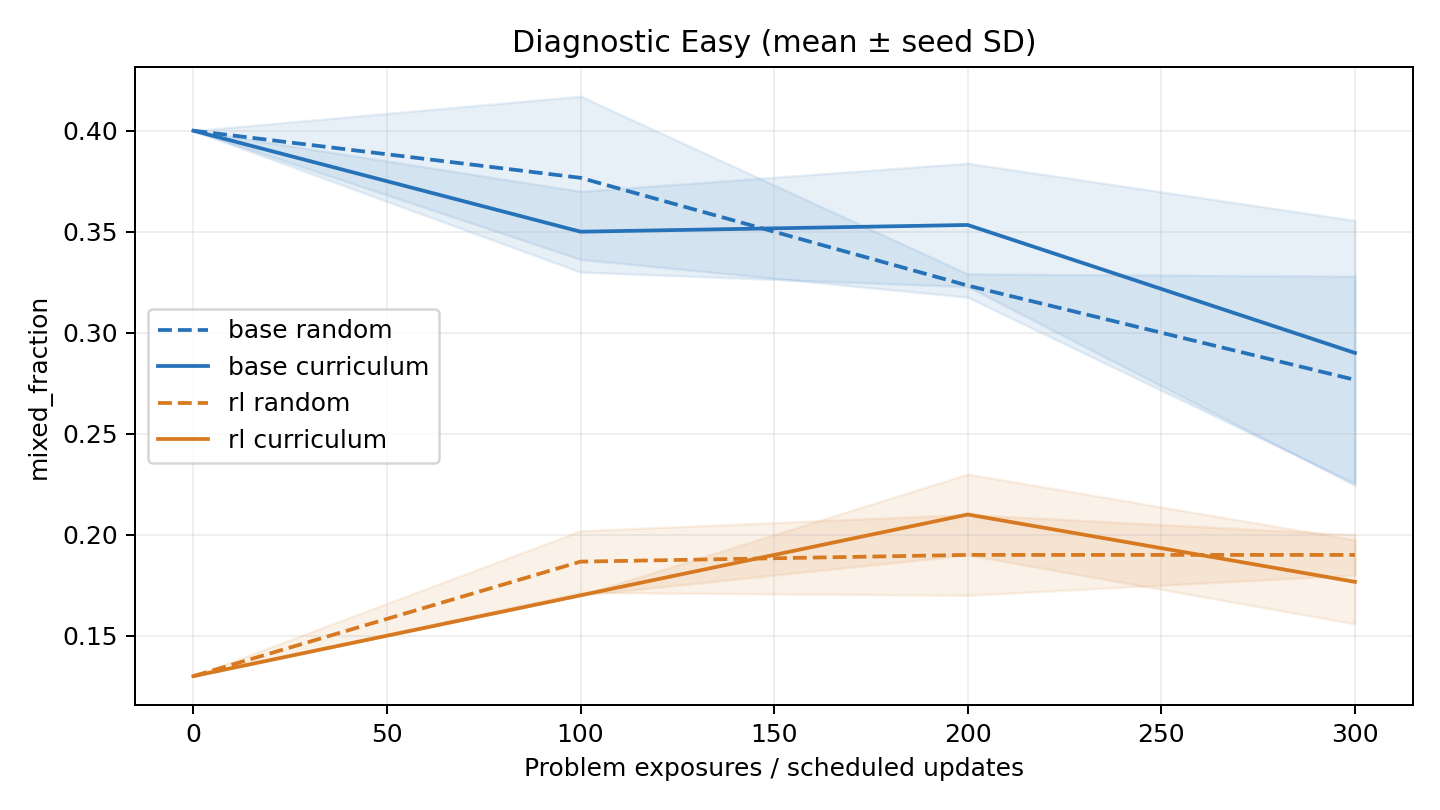 Diagnostic Easy (mean ± seed SD)
mixed_fraction
0.40
0.35
0.30
0.25
0.20
0.15
base random
base curriculum
rl random
rl curriculum
0 50 100 150 200 250 300
Problem exposures / scheduled updates